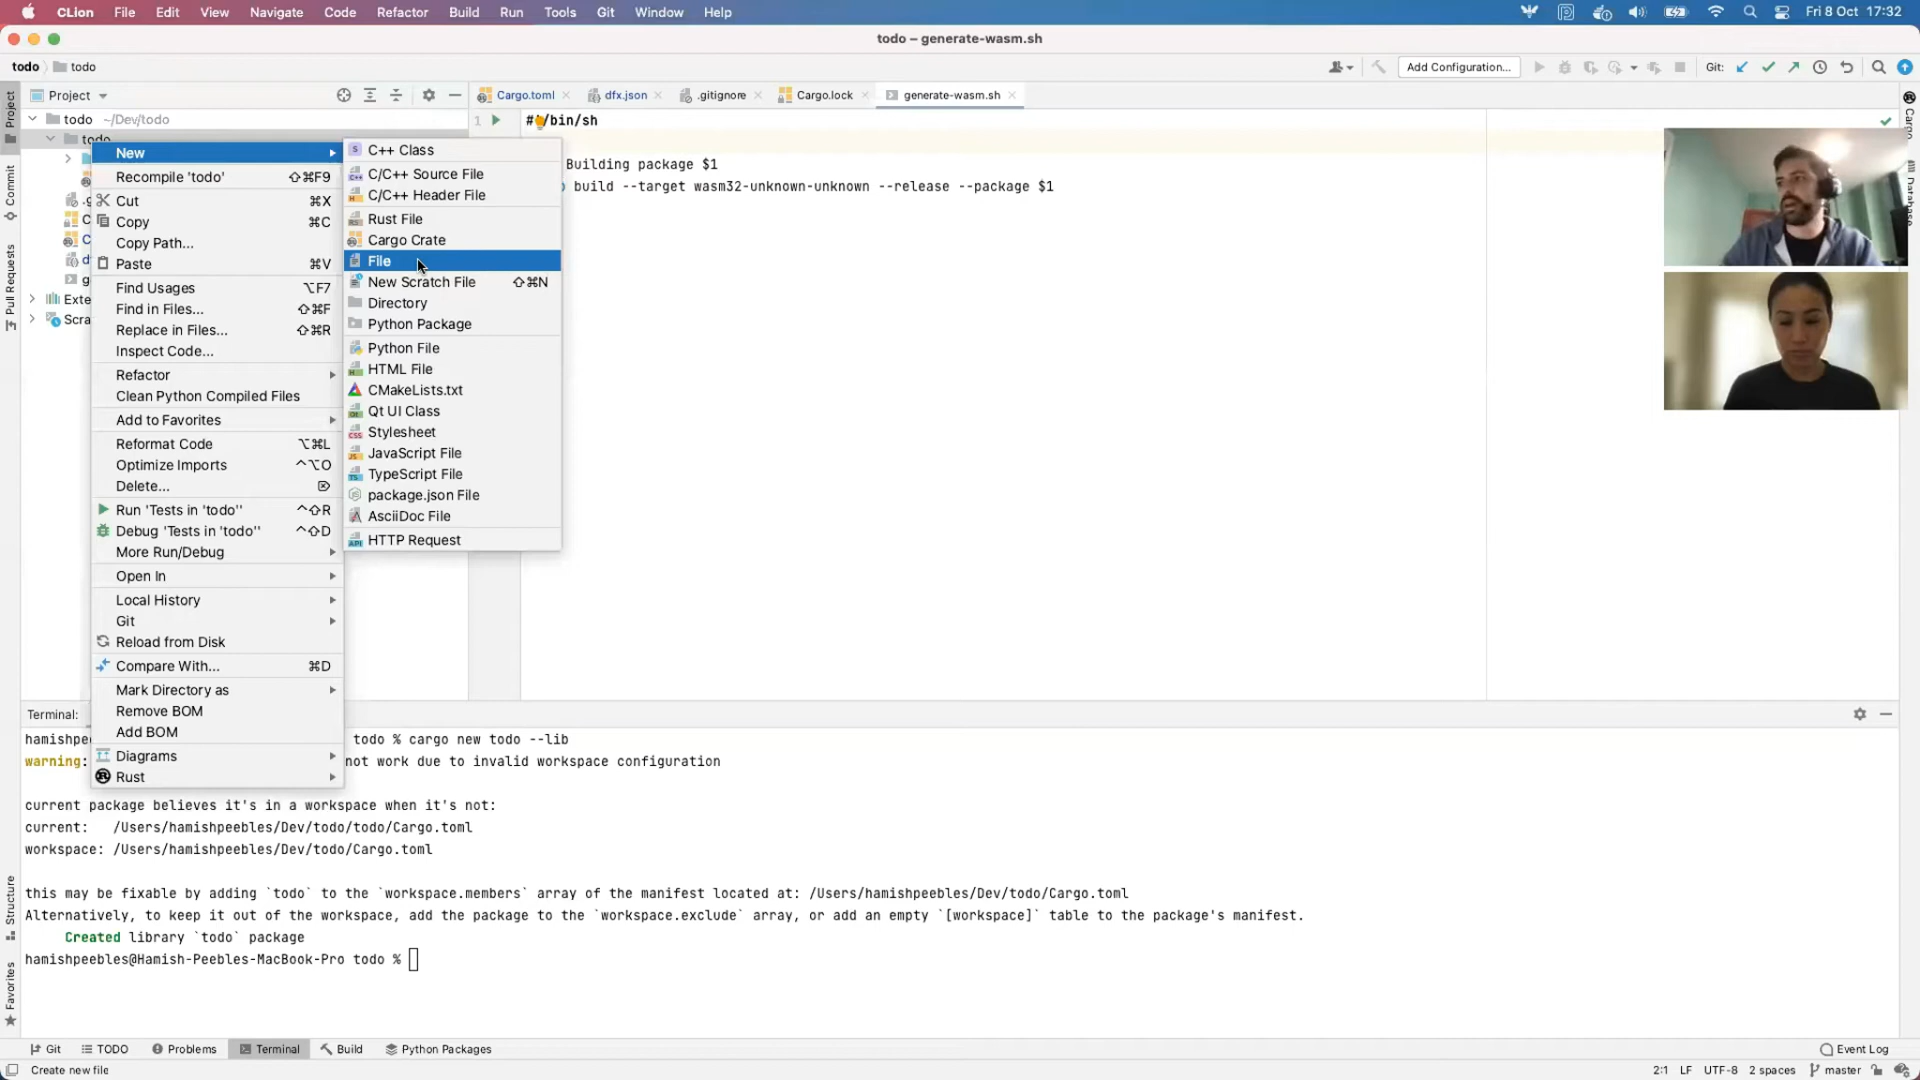 CLion File Edit View Navigate Code Refactor Build Run Tools Git Window Help Fri 8 Oct 17:32
todo – generate-wasm.sh
todo todo Add Configuration... Git:
Project Cargo.toml dfx.json .gitignore Cargo.lock generate-wasm.sh
todo ~/Dev/todo
todo
1 #!/bin/sh
Building package $1
build --target wasm32-unknown-unknown --release --package $1
Exte
Scra
New
Recompile 'todo' ⇧⌘F9
Cut ⌘X
Copy ⌘C
Copy Path...
Paste ⌘V
Find Usages ⌥F7
Find in Files... ⇧⌘F
Replace in Files... ⇧⌘R
Inspect Code...
Refactor
Clean Python Compiled Files
Add to Favorites
Reformat Code ⌥⌘L
Optimize Imports ^⌥O
Delete... ⌦
Run 'Tests in 'todo'' ^⇧R
Debug 'Tests in 'todo'' ^⇧D
More Run/Debug
Open In
Local History
Git
Reload from Disk
Compare With... ⌘D
Mark Directory as
Remove BOM
Add BOM
Diagrams
Rust
C++ Class
C/C++ Source File
C/C++ Header File
Rust File
Cargo Crate
File
New Scratch File ⇧⌘N
Directory
Python Package
Python File
HTML File
CMakeLists.txt
Qt UI Class
Stylesheet
JavaScript File
TypeScript File
package.json File
AsciiDoc File
HTTP Request
Project
Commit
Pull Requests
Structure
Favorites
Cargo
Database
Terminal:
hamishpee todo % cargo new todo --lib
warning: not work due to invalid workspace configuration
current package believes it's in a workspace when it's not:
current: /Users/hamishpeebles/Dev/todo/todo/Cargo.toml
workspace: /Users/hamishpeebles/Dev/todo/Cargo.toml
this may be fixable by adding `todo` to the `workspace.members` array of the manifest located at: /Users/hamishpeebles/Dev/todo/Cargo.toml
Alternatively, to keep it out of the workspace, add the package to the `workspace.exclude` array, or add an empty `[workspace]` table to the package's manifest.
Created library `todo` package
hamishpeebles@Hamish-Peebles-MacBook-Pro todo %
Git TODO Problems Terminal Build Python Packages Event Log
Create new file 2:1 LF UTF-8 2 spaces master